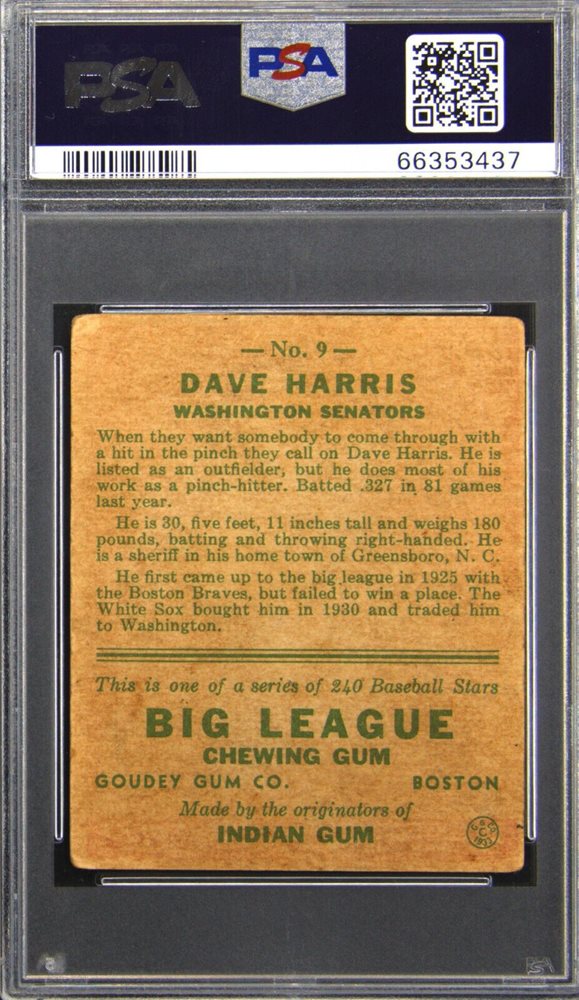 PSA
PSA
66353437
— No. 9 —
DAVE HARRIS
WASHINGTON SENATORS
When they want somebody to come through with
a hit in the pinch they call on Dave Harris. He is
listed as an outfielder, but he does most of his
work as a pinch-hitter. Batted .327 in 81 games
last year.
He is 30, five feet, 11 inches tall and weighs 180
pounds, batting and throwing right-handed. He
is a sheriff in his home town of Greensboro, N. C.
He first came up to the big league in 1925 with
the Boston Braves, but failed to win a place. The
White Sox bought him in 1930 and traded him
to Washington.
This is one of a series of 240 Baseball Stars
BIG LEAGUE
CHEWING GUM
GOUDEY GUM CO. BOSTON
Made by the originators of
INDIAN GUM
G. G. Co.
C
1933
PSA